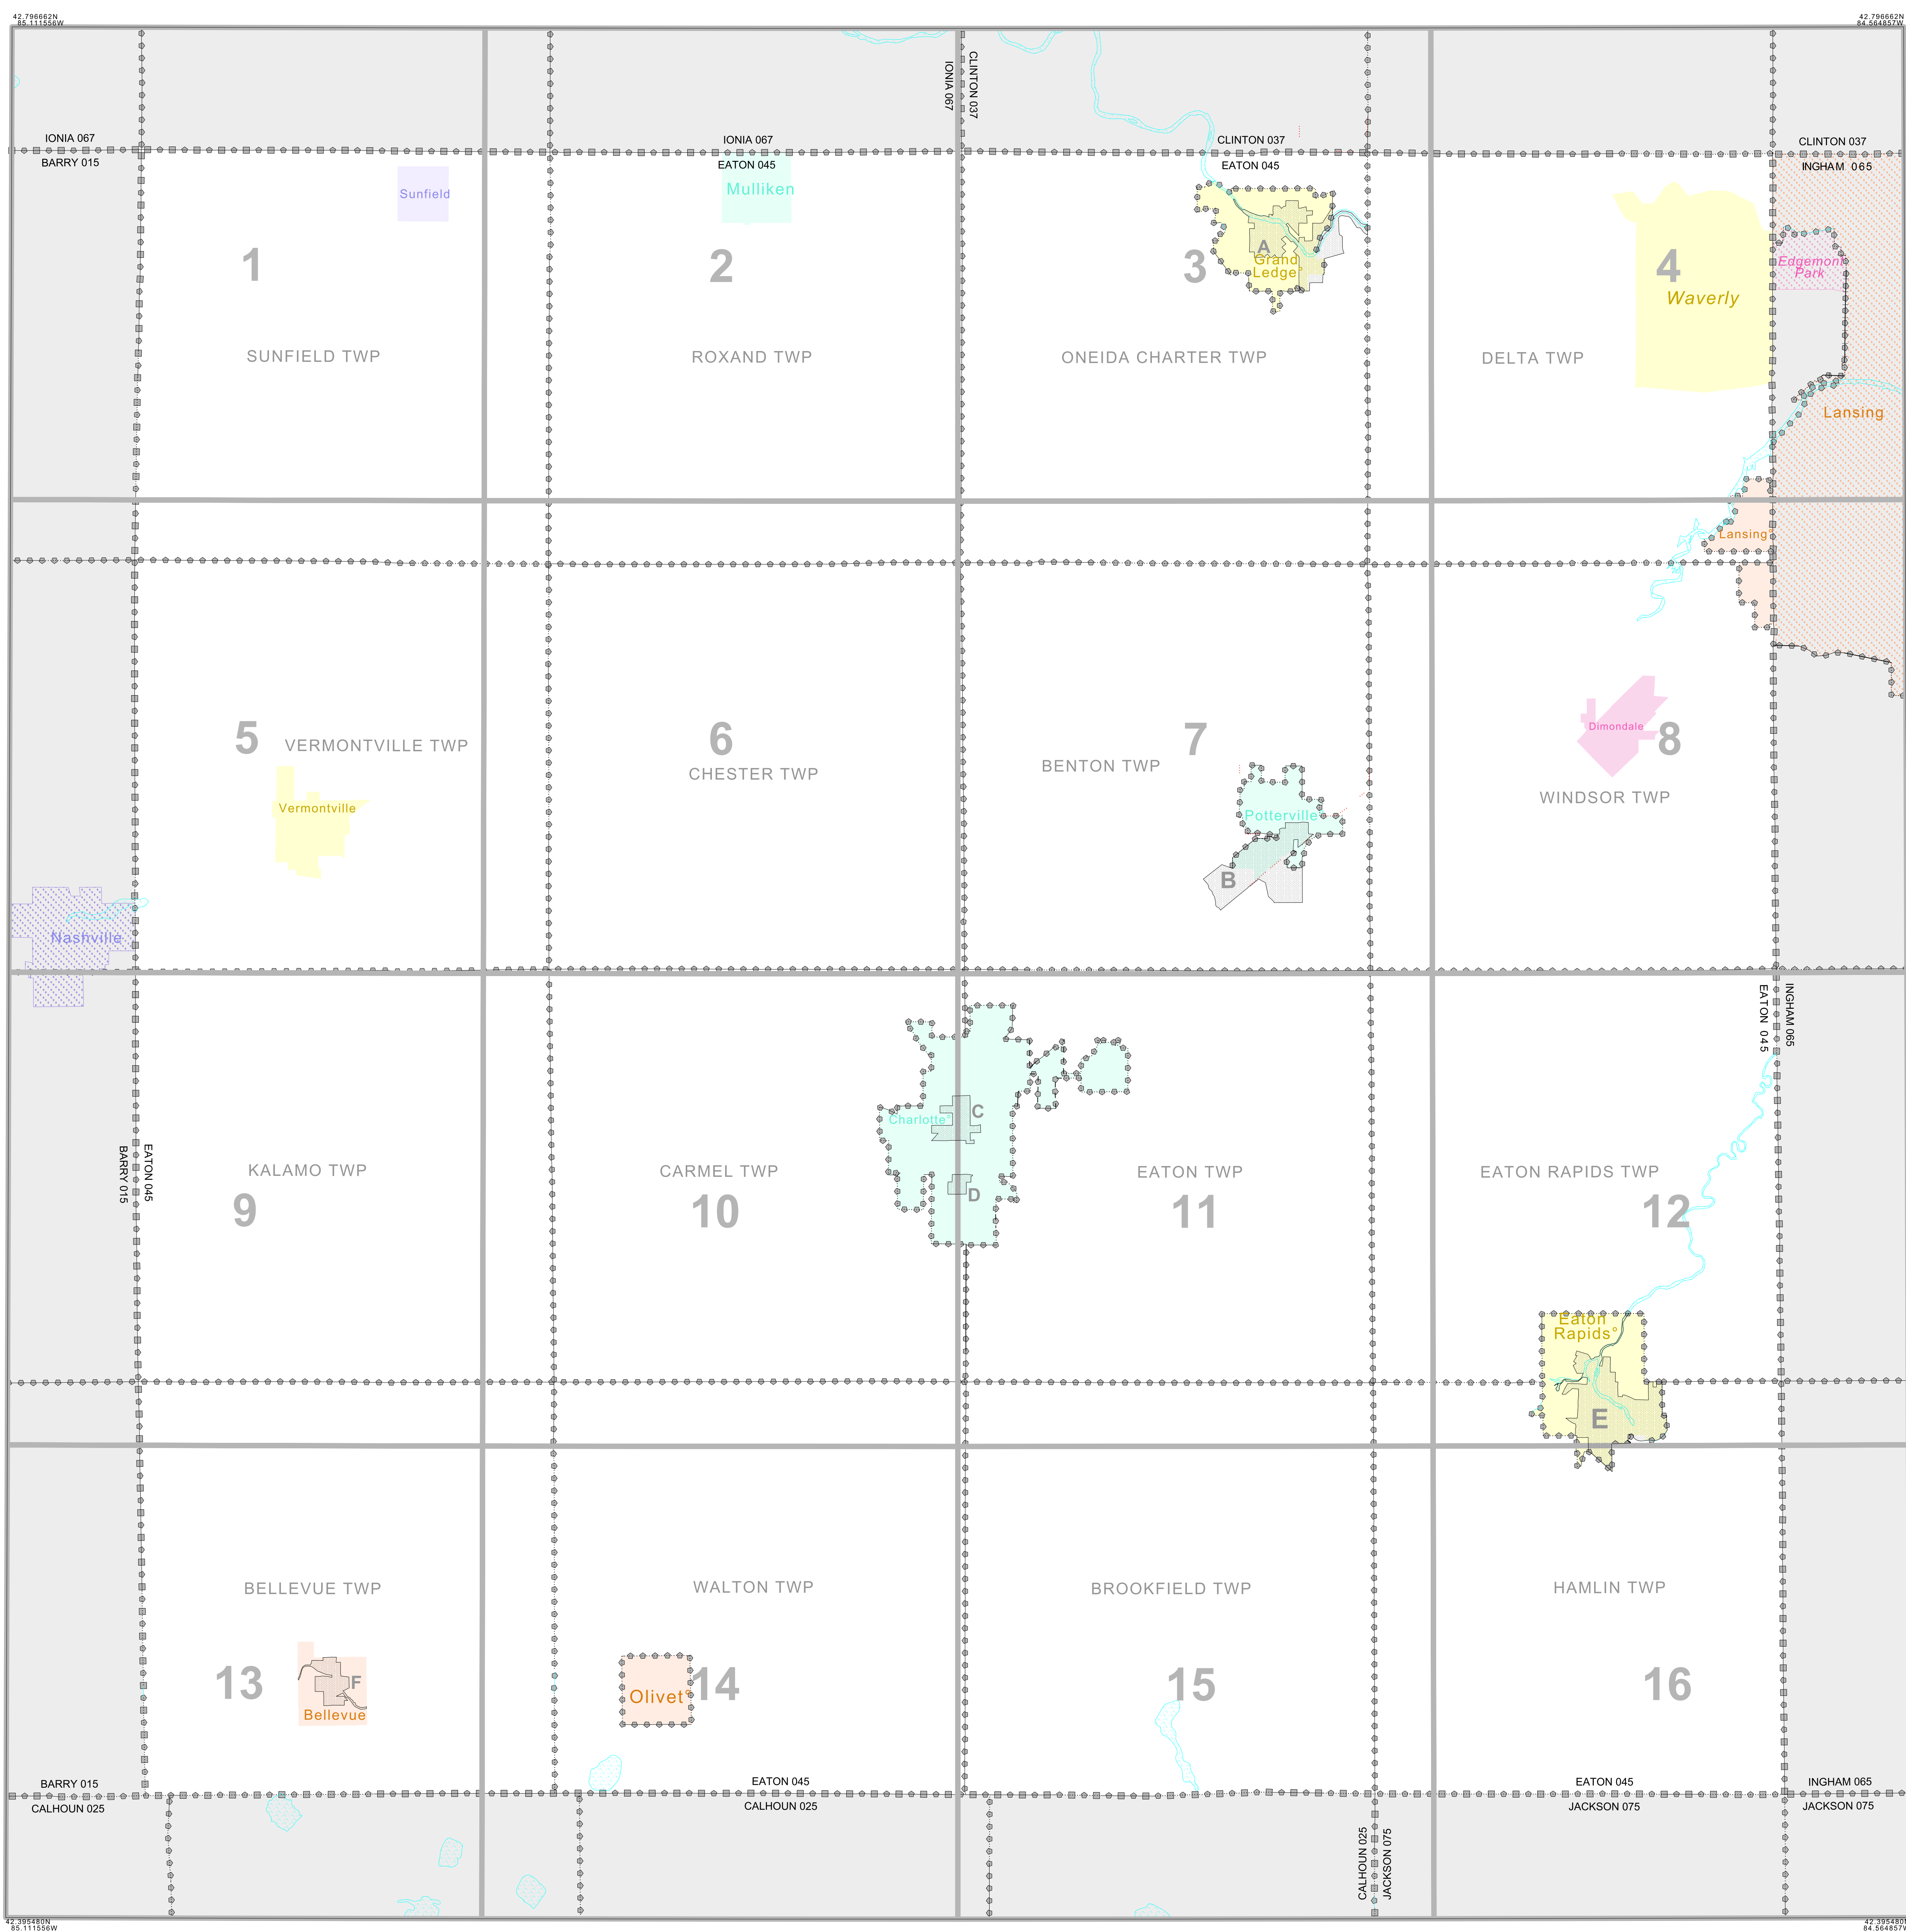 42.796662N
85.111556W
42.796662N
84.564857W
IONIA 067
CLINTON 037
IONIA 067
BARRY 015
IONIA 067
EATON 045
CLINTON 037
EATON 045
CLINTON 037
INGHAM 065
Sunfield
Mulliken
1
2
3
4
A
Grand
Ledge°
Waverly
Edgemont
Park
SUNFIELD TWP
ROXAND TWP
ONEIDA CHARTER TWP
DELTA TWP
Lansing
Lansing°
5
VERMONTVILLE TWP
6
CHESTER TWP
7
BENTON TWP
8
Dimondale
WINDSOR TWP
Vermontville
Potterville°
B
Nashville
EATON 045
INGHAM 065
C
Charlotte°
D
BARRY 015
EATON 045
KALAMO TWP
CARMEL TWP
EATON TWP
EATON RAPIDS TWP
9
10
11
12
Eaton
Rapids°
E
BELLEVUE TWP
WALTON TWP
BROOKFIELD TWP
HAMLIN TWP
13
F
Bellevue
Olivet°
14
15
16
BARRY 015
CALHOUN 025
EATON 045
CALHOUN 025
EATON 045
JACKSON 075
INGHAM 065
JACKSON 075
CALHOUN 025
JACKSON 075
42.395480N
85.111556W
42.395480N
84.564857W